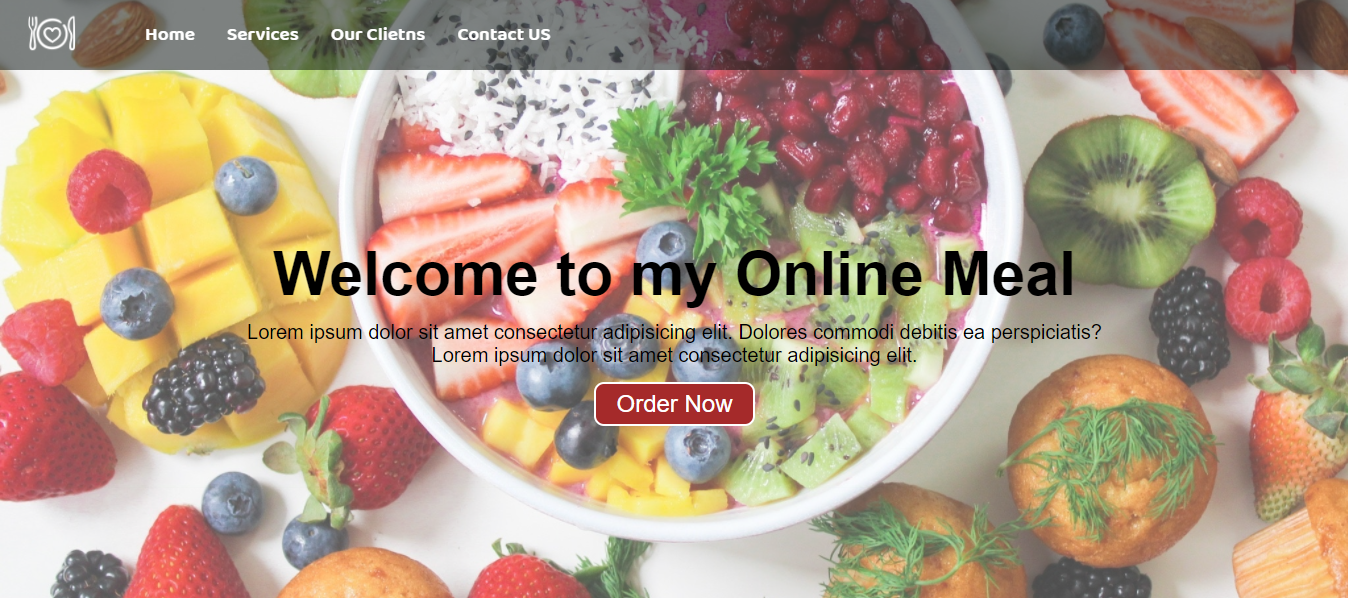 Home Services Our Clietns Contact US
Welcome to my Online Meal
Lorem ipsum dolor sit amet consectetur adipisicing elit. Dolores commodi debitis ea perspiciatis?
Lorem ipsum dolor sit amet consectetur adipisicing elit.
Order Now